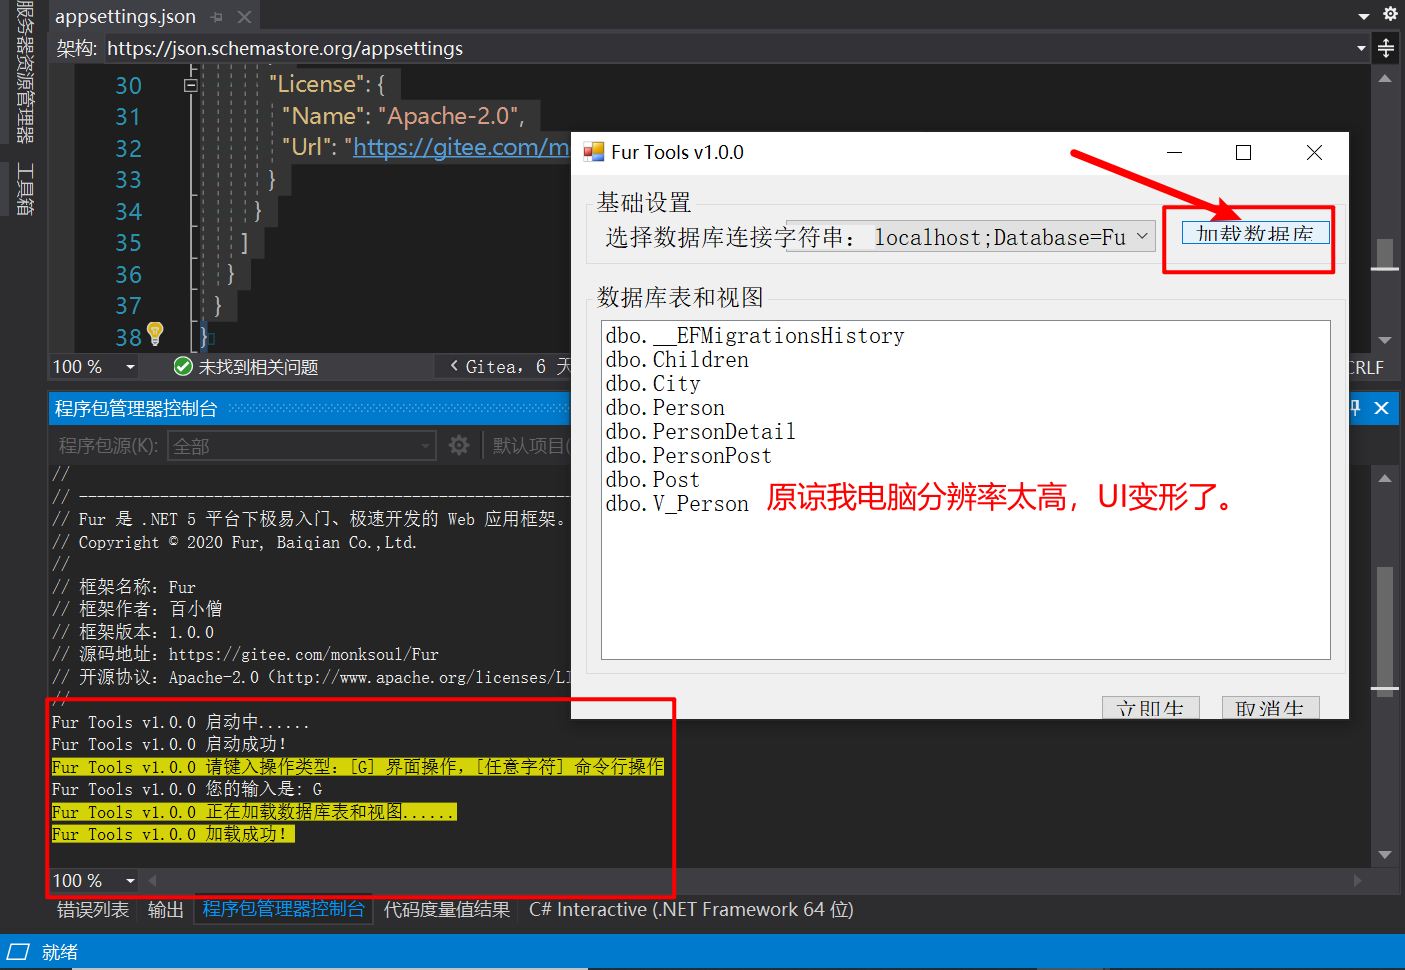 服务器资源管理器
工具箱
appsettings.json
架构: https://json.schemastore.org/appsettings
30 "License": {
31 "Name": "Apache-2.0",
32 "Url": "https://gitee.com/m
33 }
34 }
35 ]
36 }
37 }
38 }
100 %
未找到相关问题
Gitea, 6 天
CRLF
Fur Tools v1.0.0
基础设置
选择数据库连接字符串: localhost;Database=Fu
加载数据库
数据库表和视图
dbo.__EFMigrationsHistory
dbo.Children
dbo.City
dbo.Person
dbo.PersonDetail
dbo.PersonPost
dbo.Post
dbo.V_Person
原谅我电脑分辨率太高，UI变形了。
立即生
取消生
程序包管理器控制台
程序包源(K): 全部
默认项目(
//
// -------------------------------------------------------
// Fur 是 .NET 5 平台下极易入门、极速开发的 Web 应用框架。
// Copyright © 2020 Fur, Baiqian Co.,Ltd.
//
// 框架名称：Fur
// 框架作者：百小僧
// 框架版本：1.0.0
// 源码地址：https://gitee.com/monksoul/Fur
// 开源协议：Apache-2.0（http://www.apache.org/licenses/LI
//
Fur Tools v1.0.0 启动中......
Fur Tools v1.0.0 启动成功！
Fur Tools v1.0.0 请键入操作类型：[G] 界面操作，[任意字符] 命令行操作
Fur Tools v1.0.0 您的输入是: G
Fur Tools v1.0.0 正在加载数据库表和视图......
Fur Tools v1.0.0 加载成功！
100 %
错误列表 输出 程序包管理器控制台 代码度量值结果 C# Interactive (.NET Framework 64 位)
就绪